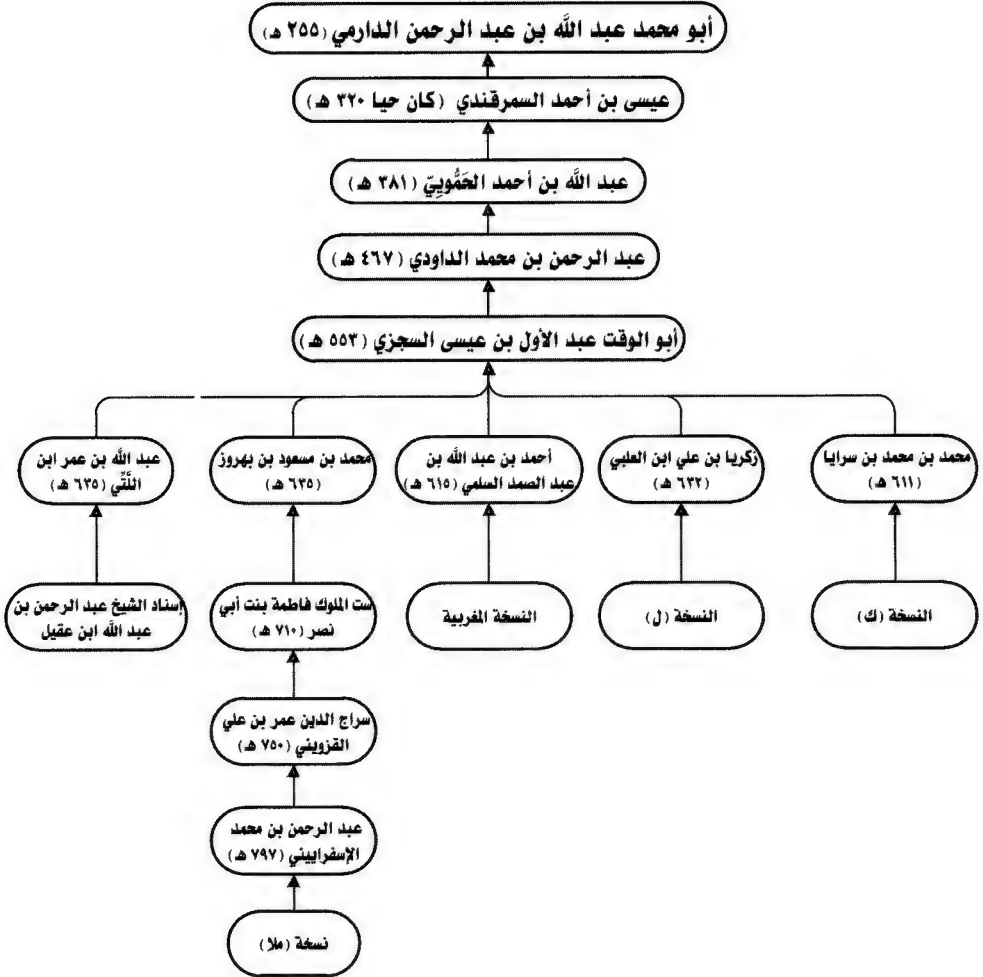 أبو محمد عبد الله بن عبد الرحمن الدارمي (٢٥٥ هـ)
عيسى بن أحمد السمرقندي (كان حيا ٣٢٠ هـ)
عبد الله بن أحمد الحَمُّوييّ (٣٨١ هـ)
عبد الرحمن بن محمد الداودي (٤٦٧ هـ)
أبو الوقت عبد الأول بن عيسى السجزي (٥٥٣ هـ)
محمد بن محمد بن سرايا
(٦١١ هـ)
زكريا بن علي ابن العلبي
(٦٣٢ هـ)
أحمد بن عبد الله بن
عبد الصمد السلمي (٦١٥ هـ)
محمد بن مسعود بن بهروز
(٦٣٥ هـ)
عبد الله بن عمر ابن
اللَّتِّي (٦٣٥ هـ)
النسخة (ك)
النسخة (ل)
النسخة المغربية
ست الملوك فاطمة بنت أبي
نصر (٧١٠ هـ)
إسناد الشيخ عبد الرحمن بن
عبد الله ابن عقيل
سراج الدين عمر بن علي
القزويني (٧٥٠ هـ)
عبد الرحمن بن محمد
الإسفراييني (٧٩٧ هـ)
نسخة (ملا)